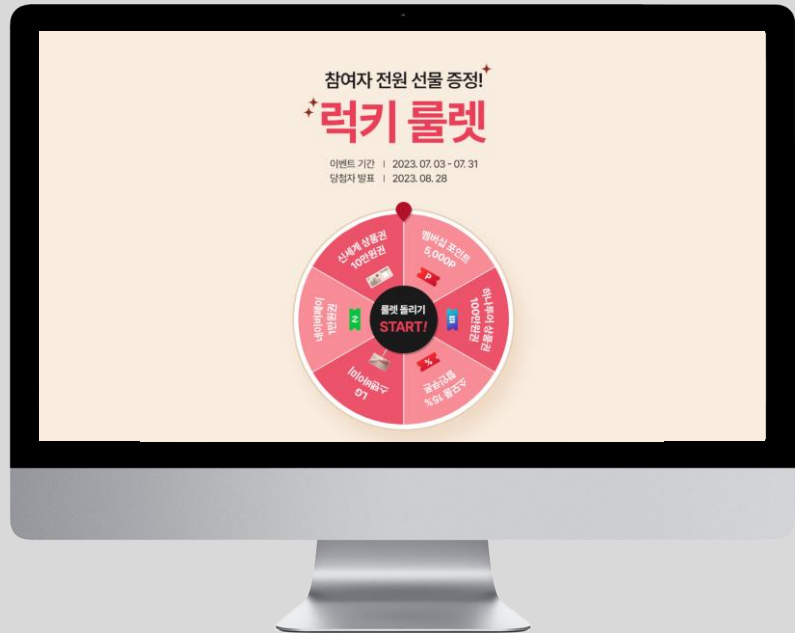 참여자 전원 선물 증정!
럭키 룰렛
이벤트 기간 | 2023. 07. 03 - 07. 31
당첨자 발표 | 2023. 08. 28
신세계 상품권
10만원권
멤버십 포인트
5,000P
P
네이버페이
1만원권
룰렛 돌리기
START!
하나투어 상품권
100만원권
LG
스탠바이미
소모품 15%
할인쿠폰
%